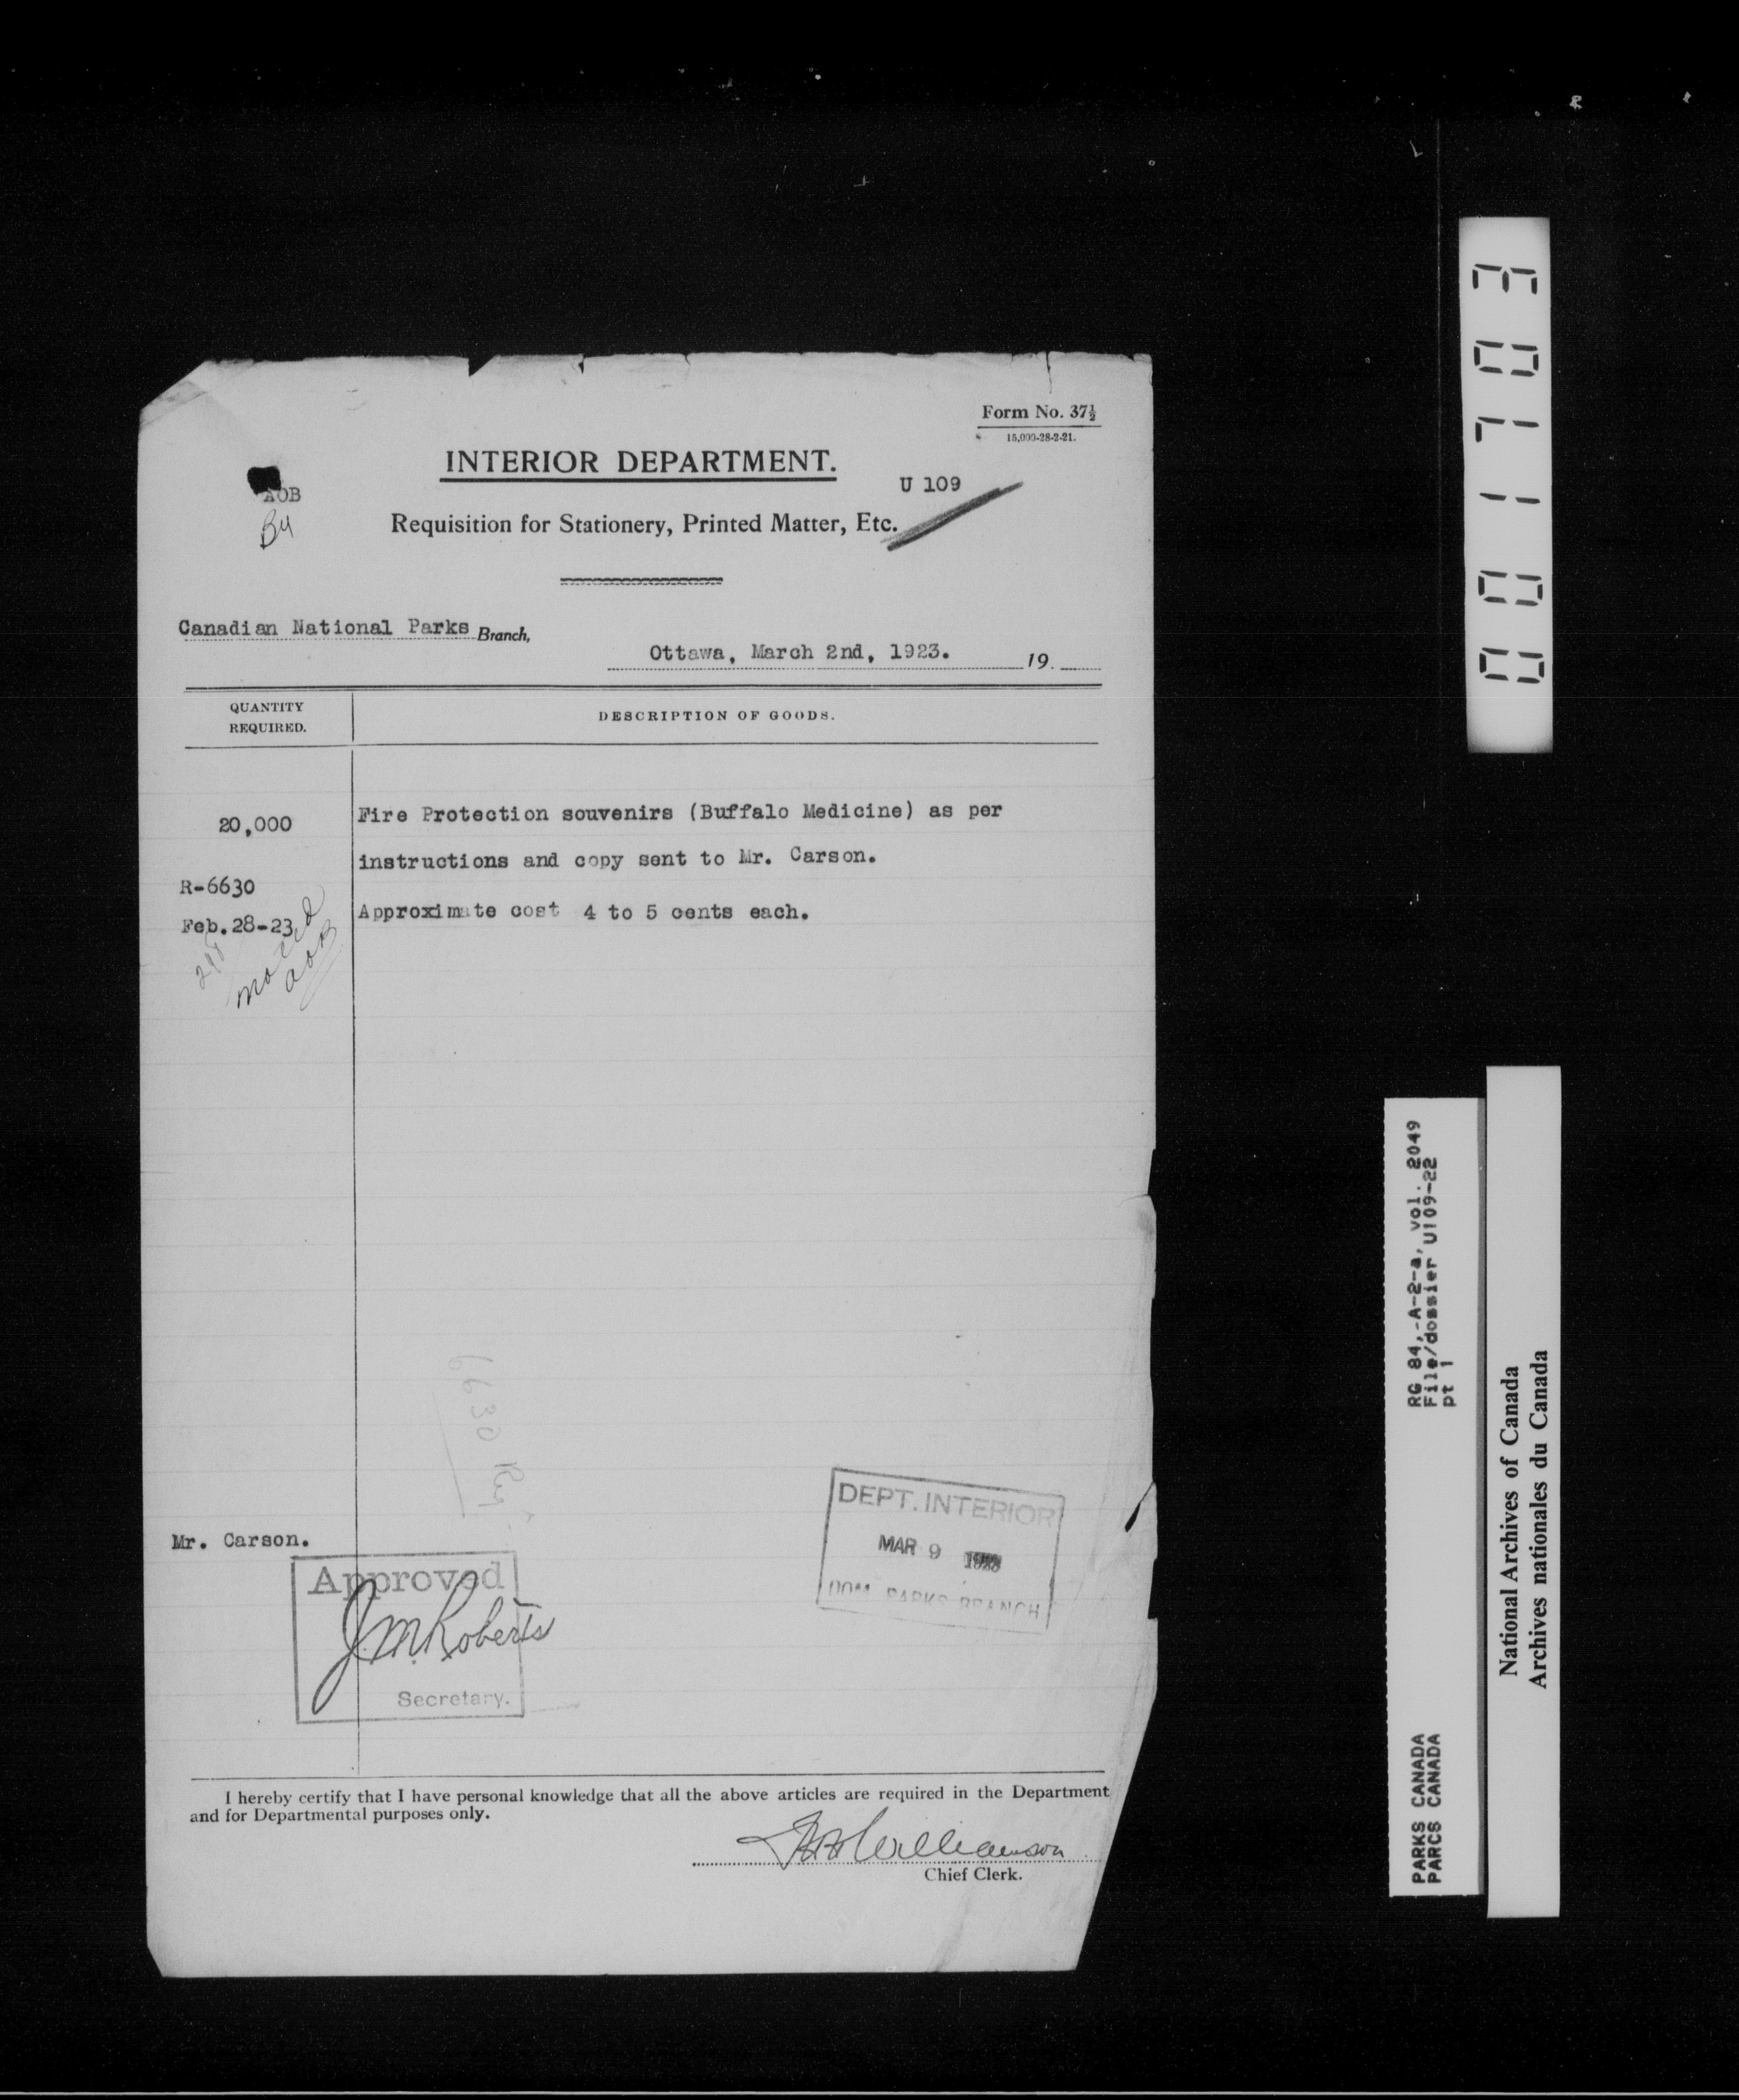 Form No. 37½
15,000-28-2-21.
INTERIOR DEPARTMENT.
AOB
U 109
Requisition for Stationery, Printed Matter, Etc.
Canadian National Parks Branch,
Ottawa, March 2nd, 1923. 19
QUANTITY
REQUIRED.
DESCRIPTION OF GOODS.
20,000
Fire Protection souvenirs (Buffalo Medicine) as per
instructions and copy sent to Mr. Carson.
R-6630
Feb.28-23
Approximate cost 4 to 5 cents each.
noted
AOB
6630
Mr. Carson.
Approved
J.M. Roberts
Secretary.
DEPT. INTERIOR
MAR 9 1923
DOM. PARKS BRANCH
I hereby certify that I have personal knowledge that all the above articles are required in the Department
and for Departmental purposes only.
Williamson
Chief Clerk.
001703
RG 84, A-2-a, vol. 2049
File/dossier U109-22
pt 1
PARKS CANADA
PARCS CANADA
National Archives of Canada
Archives nationales du Canada